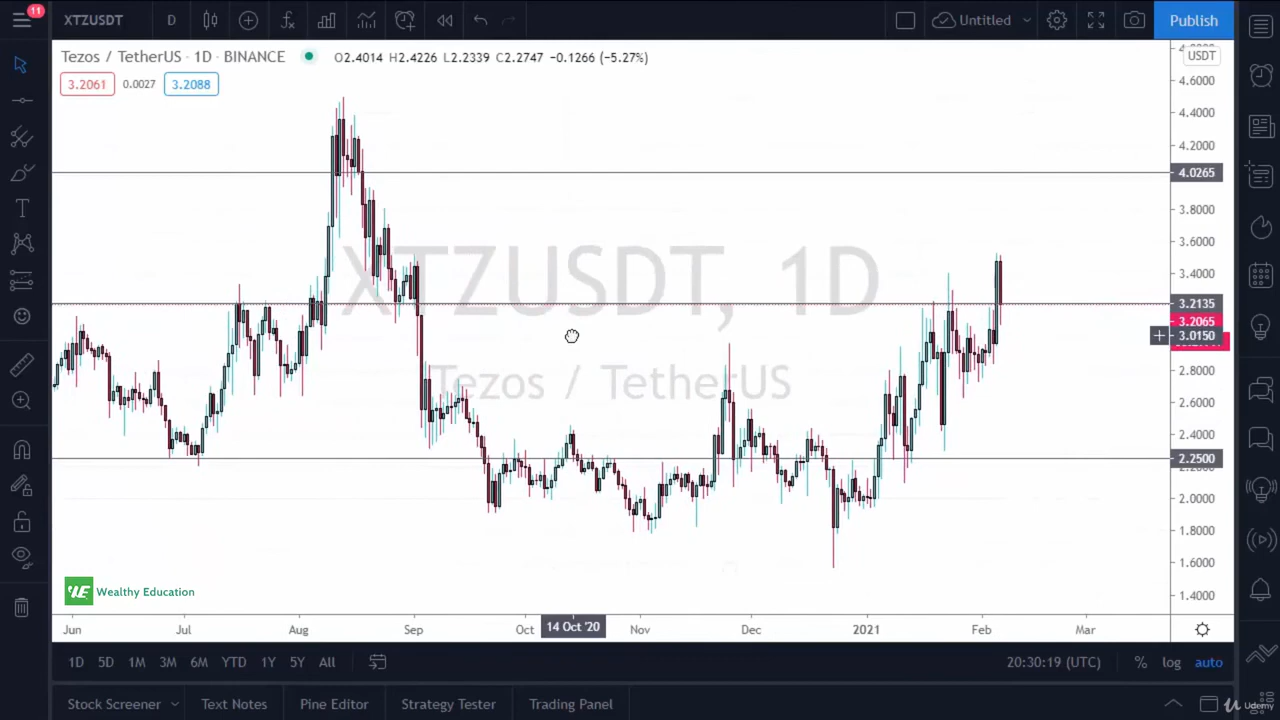 11
XTZUSDT
D
Untitled
Publish
Tezos / TetherUS · 1D · BINANCE O2.4014 H2.4226 L2.2339 C2.2747 −0.1266 (−5.27%)
USDT
3.2061 0.0027 3.2088
4.6000
4.4000
4.2000
4.0265
3.8000
3.6000
3.4000
3.2135
3.2065
3.0150
2.8000
2.6000
2.4000
2.2500
2.0000
1.8000
1.6000
1.4000
XTZUSDT, 1D
Tezos / TetherUS
Wealthy Education
Jun Jul Aug Sep Oct 14 Oct '20 Nov Dec 2021 Feb Mar
1D 5D 1M 3M 6M YTD 1Y 5Y All 20:30:19 (UTC) % log auto
Stock Screener Text Notes Pine Editor Strategy Tester Trading Panel
Udemy